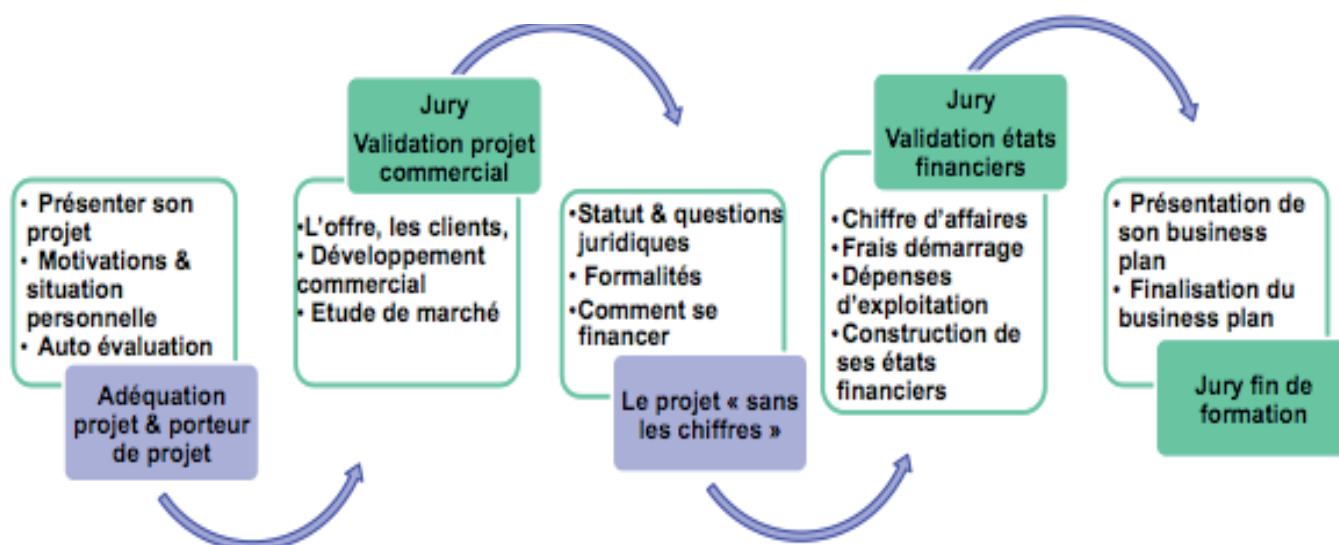 • Présenter son
projet
• Motivations &
situation
personnelle
• Auto évaluation
Adéquation
projet & porteur
de projet
Jury
Validation projet
commercial
•L'offre, les clients,
• Développement
commercial
• Etude de marché
•Statut & questions
juridiques
• Formalités
•Comment se
financer
Le projet « sans
les chiffres »
Jury
Validation états
financiers
•Chiffre d'affaires
•Frais démarrage
•Dépenses
d'exploitation
•Construction de
ses états
financiers
• Présentation de
son business
plan
• Finalisation du
business plan
Jury fin de
formation